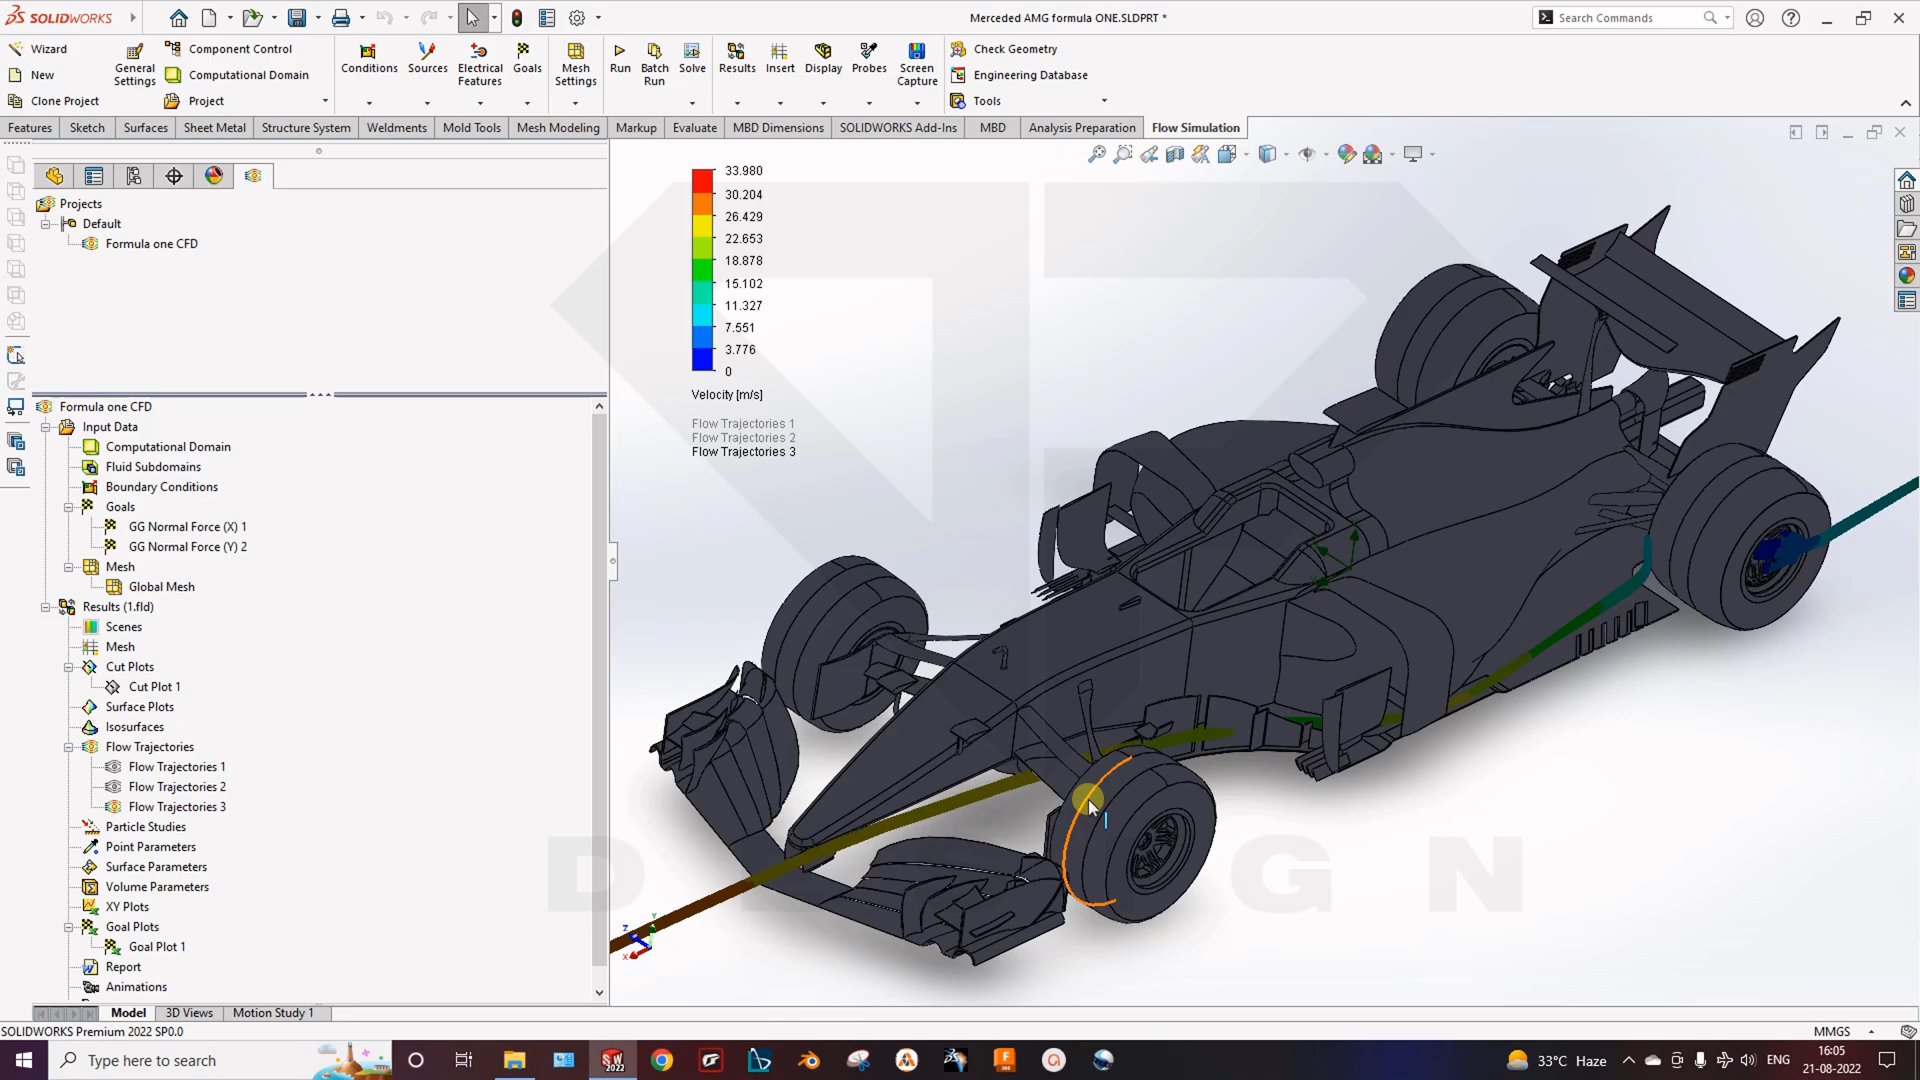 SOLIDWORKS
Merceded AMG formula ONE.SLDPRT *
Search Commands
Wizard
New
Clone Project
General Settings
Component Control
Computational Domain
Project
Conditions
Sources
Electrical Features
Goals
Mesh Settings
Run
Batch Run
Solve
Results
Insert
Display
Probes
Screen Capture
Check Geometry
Engineering Database
Tools
Features
Sketch
Surfaces
Sheet Metal
Structure System
Weldments
Mold Tools
Mesh Modeling
Markup
Evaluate
MBD Dimensions
SOLIDWORKS Add-Ins
MBD
Analysis Preparation
Flow Simulation
Projects
Default
Formula one CFD
Formula one CFD
Input Data
Computational Domain
Fluid Subdomains
Boundary Conditions
Goals
GG Normal Force (X) 1
GG Normal Force (Y) 2
Mesh
Global Mesh
Results (1.fld)
Scenes
Mesh
Cut Plots
Cut Plot 1
Surface Plots
Isosurfaces
Flow Trajectories
Flow Trajectories 1
Flow Trajectories 2
Flow Trajectories 3
Particle Studies
Point Parameters
Surface Parameters
Volume Parameters
XY Plots
Goal Plots
Goal Plot 1
Report
Animations
33.980
30.204
26.429
22.653
18.878
15.102
11.327
7.551
3.776
0
Velocity [m/s]
Flow Trajectories 1
Flow Trajectories 2
Flow Trajectories 3
Y
Z
X
Model
3D Views
Motion Study 1
SOLIDWORKS Premium 2022 SP0.0
MMGS
Type here to search
SW 2022
33°C Haze
ENG
16:05
21-08-2022